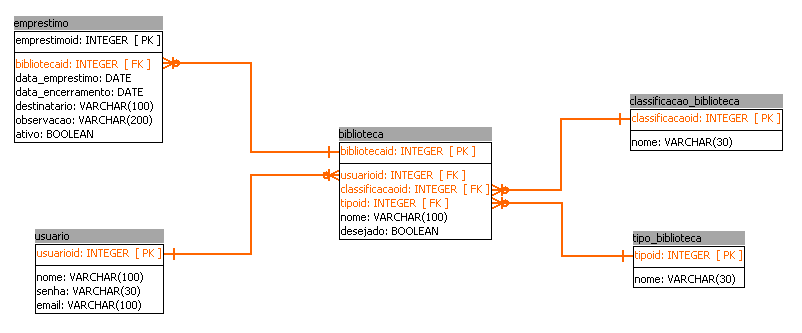 emprestimo
emprestimoid: INTEGER [ PK ]
bibliotecaid: INTEGER [ FK ]
data_emprestimo: DATE
data_encerramento: DATE
destinatario: VARCHAR(100)
observacao: VARCHAR(200)
ativo: BOOLEAN
usuario
usuarioid: INTEGER [ PK ]
nome: VARCHAR(100)
senha: VARCHAR(30)
email: VARCHAR(100)
biblioteca
bibliotecaid: INTEGER [ PK ]
usuarioid: INTEGER [ FK ]
classificacaoid: INTEGER [ FK ]
tipoid: INTEGER [ FK ]
nome: VARCHAR(100)
desejado: BOOLEAN
classificacao_biblioteca
classificacaoid: INTEGER [ PK ]
nome: VARCHAR(30)
tipo_biblioteca
tipoid: INTEGER [ PK ]
nome: VARCHAR(30)